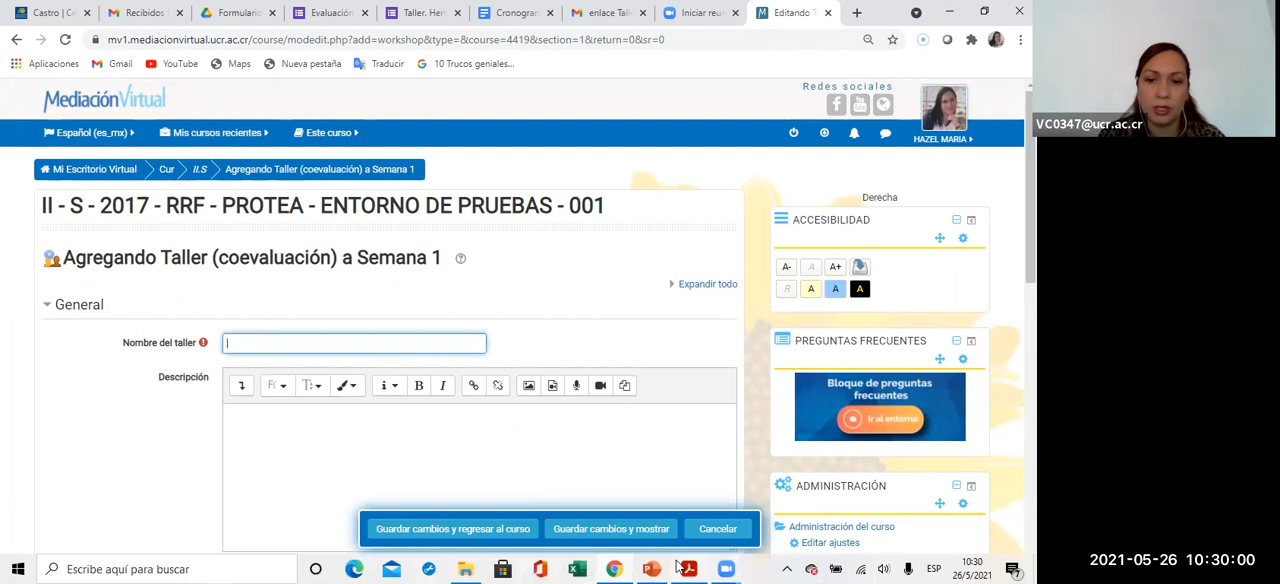 Castro | Cr
Recibidos
Formulario
Evaluación
Taller. Her
Cronogram
enlace Tall
Iniciar reu
Editando T
mv1.mediacionvirtual.ucr.ac.cr/course/modedit.php?add=workshop&type=&course=4419&section=1&return=0&sr=0
Aplicaciones
Gmail
YouTube
Maps
Nueva pestaña
Traducir
10 Trucos geniales...
VC0347@ucr.ac.cr
MediaciónVirtual
Redes sociales
Español (es_mx)
Mis cursos recientes
Este curso
HAZEL MARIA
Mi Escritorio Virtual
Cur
II.S
Agregando Taller (coevaluación) a Semana 1
II - S - 2017 - RRF - PROTEA - ENTORNO DE PRUEBAS - 001
Agregando Taller (coevaluación) a Semana 1
Expandir todo
General
Nombre del taller
Descripción
Derecha
ACCESIBILIDAD
A-
A
A+
R
A
A
A
PREGUNTAS FRECUENTES
Bloque de preguntas
frecuentes
Ir al entorno
ADMINISTRACIÓN
Administración del curso
Editar ajustes
Guardar cambios y regresar al curso
Guardar cambios y mostrar
Cancelar
Escribe aquí para buscar
ESP
10:30
26/5/2021
2021-05-26 10:30:00